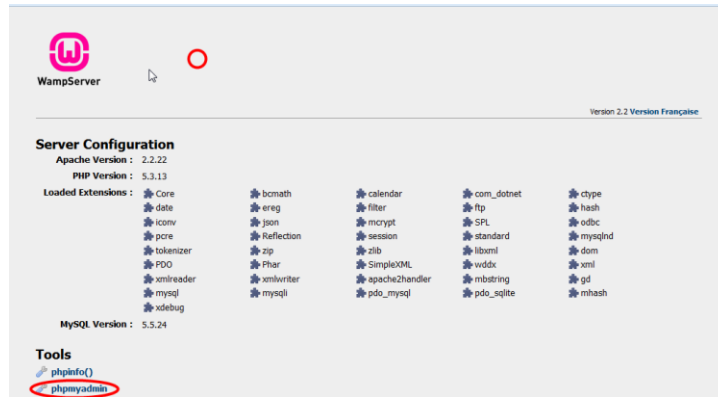 WampServer
Version 2.2 Version Française
Server Configuration
Apache Version : 2.2.22
PHP Version : 5.3.13
Loaded Extensions : Core bcmath calendar com_dotnet ctype
date ereg filter ftp hash
iconv json mcrypt SPL odbc
pcre Reflection session standard mysqlnd
tokenizer zip zlib libxml dom
PDO Phar SimpleXML wddx xml
xmlreader xmlwriter apache2handler mbstring gd
mysql mysqli pdo_mysql pdo_sqlite mhash
xdebug
MySQL Version : 5.5.24
Tools
phpinfo()
phpmyadmin